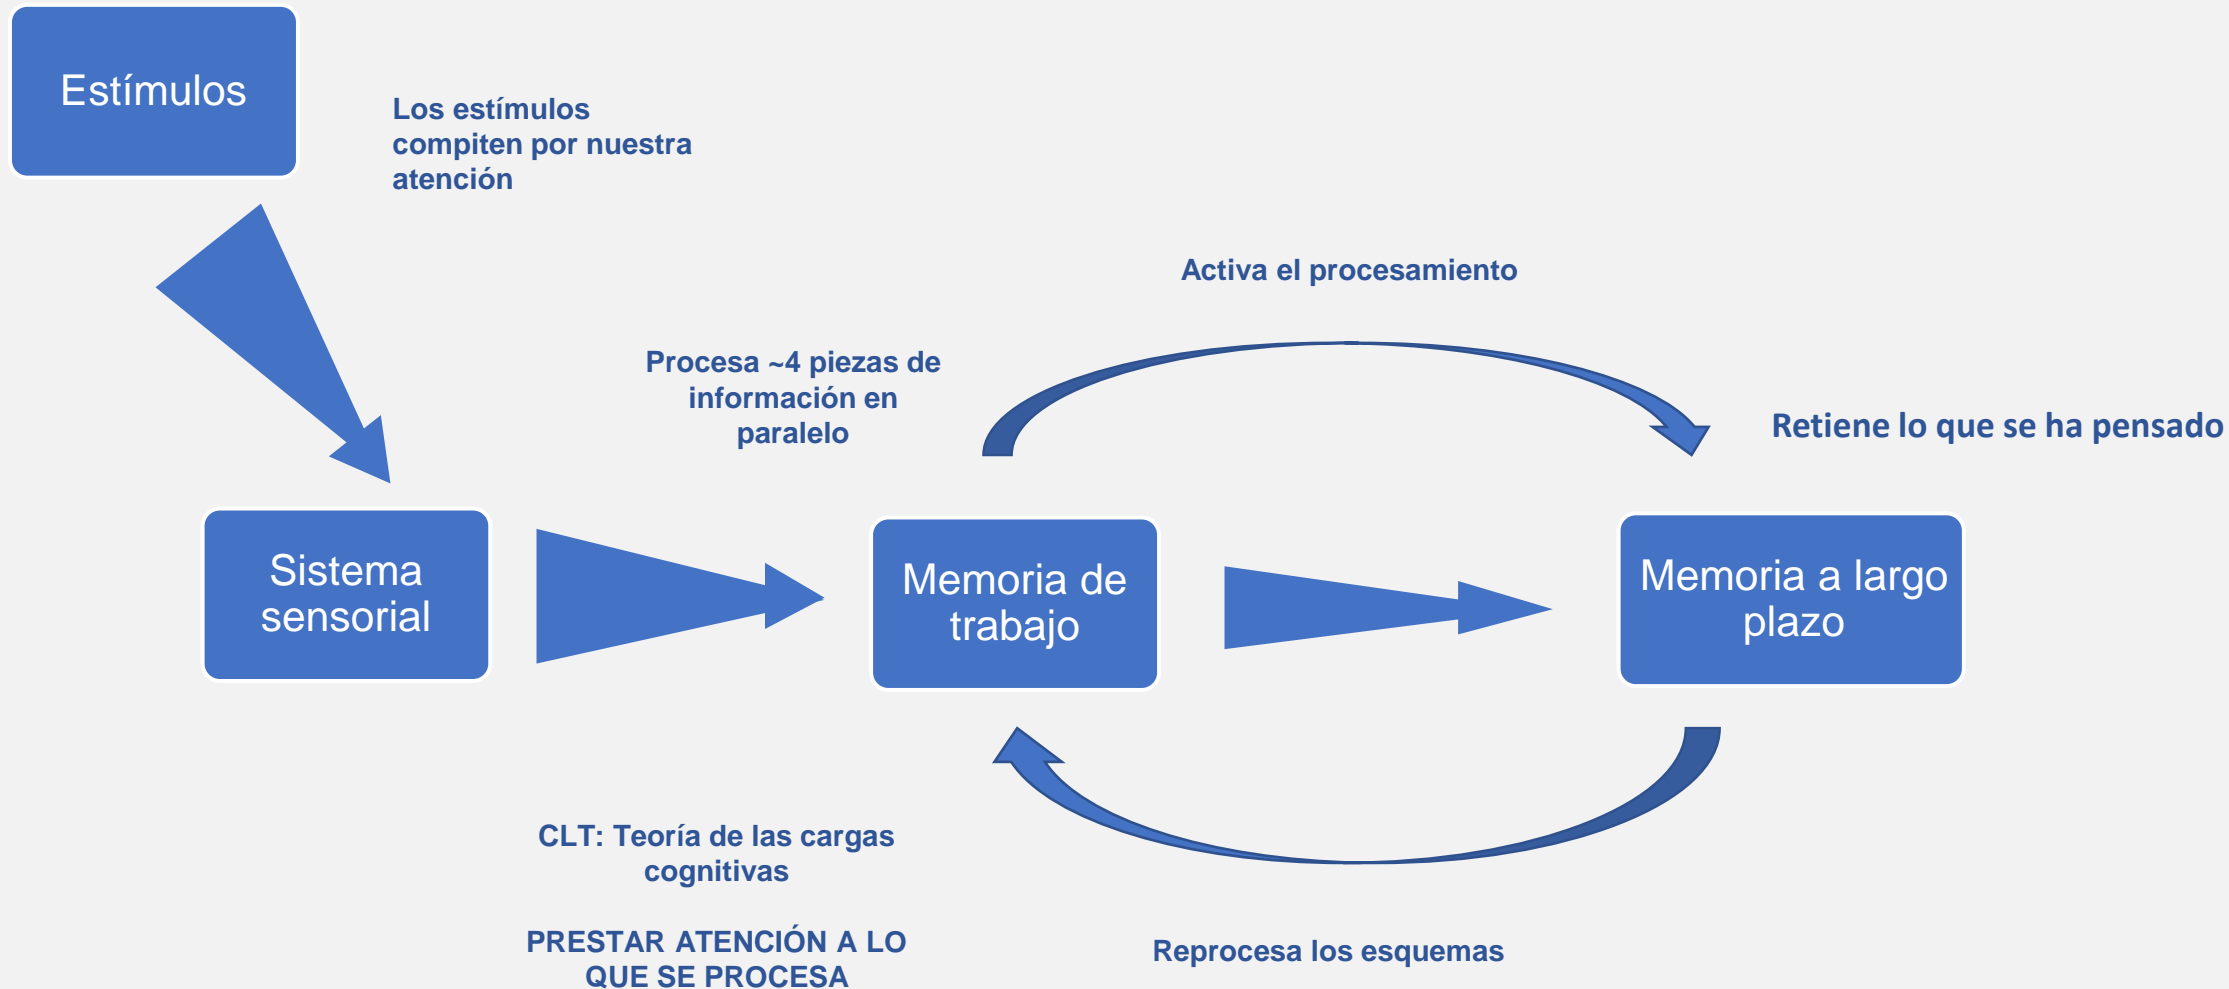 Estímulos
Los estímulos
compiten por nuestra
atención
Activa el procesamiento
Procesa ~4 piezas de
información en
paralelo
Retiene lo que se ha pensado
Sistema
sensorial
Memoria de
trabajo
Memoria a largo
plazo
CLT: Teoría de las cargas
cognitivas
PRESTAR ATENCIÓN A LO
QUE SE PROCESA
Reprocesa los esquemas